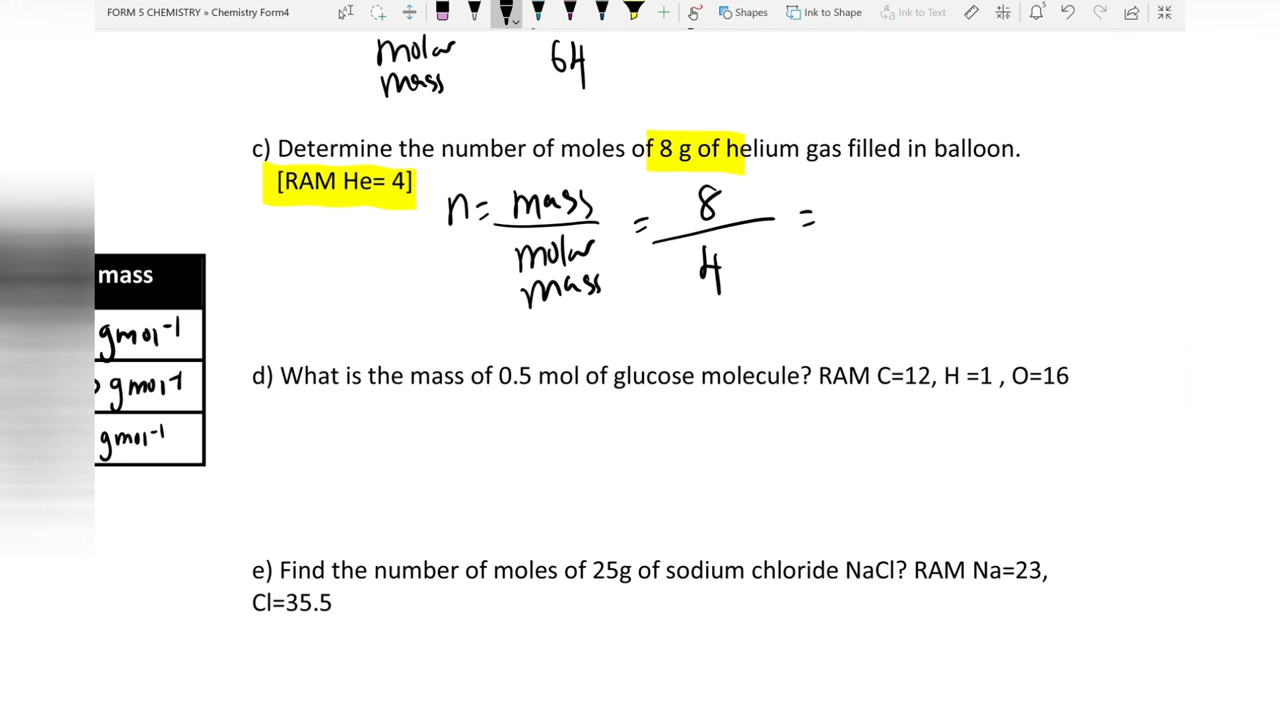 FORM 5 CHEMISTRY » Chemistry Form4
Shapes
Ink to Shape
Ink to Text
5
molar 64
mass
c) Determine the number of moles of 8 g of helium gas filled in balloon.
[RAM He= 4]
n= mass = 8 =
molar 4
mass
mass
gmol⁻¹
gmol⁻¹
gmol⁻¹
d) What is the mass of 0.5 mol of glucose molecule? RAM C=12, H =1 , O=16
e) Find the number of moles of 25g of sodium chloride NaCl? RAM Na=23,
Cl=35.5